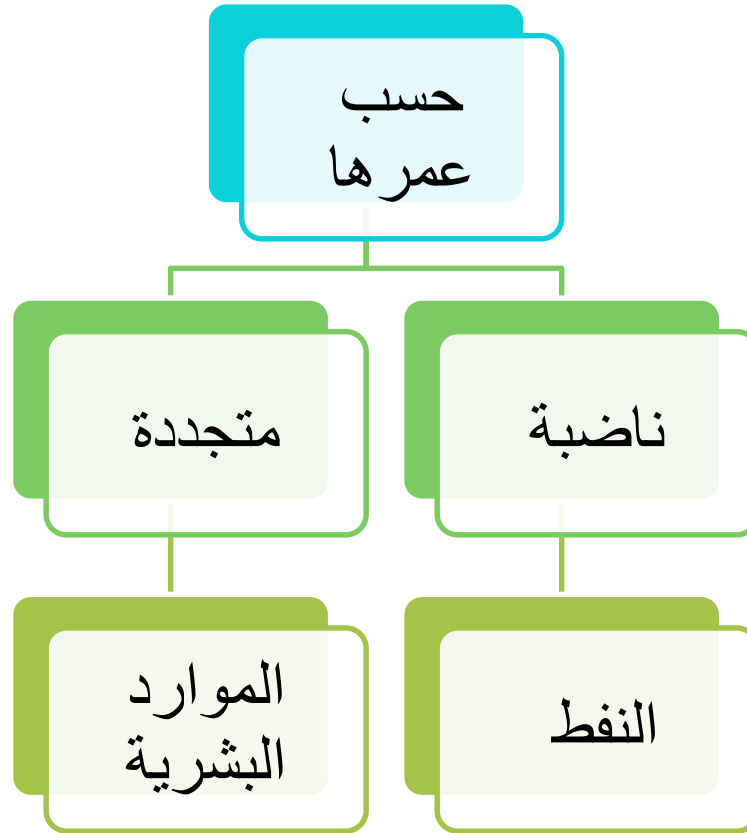 حسب
عمرها
ناضبة
متجددة
النفط
الموارد
البشرية